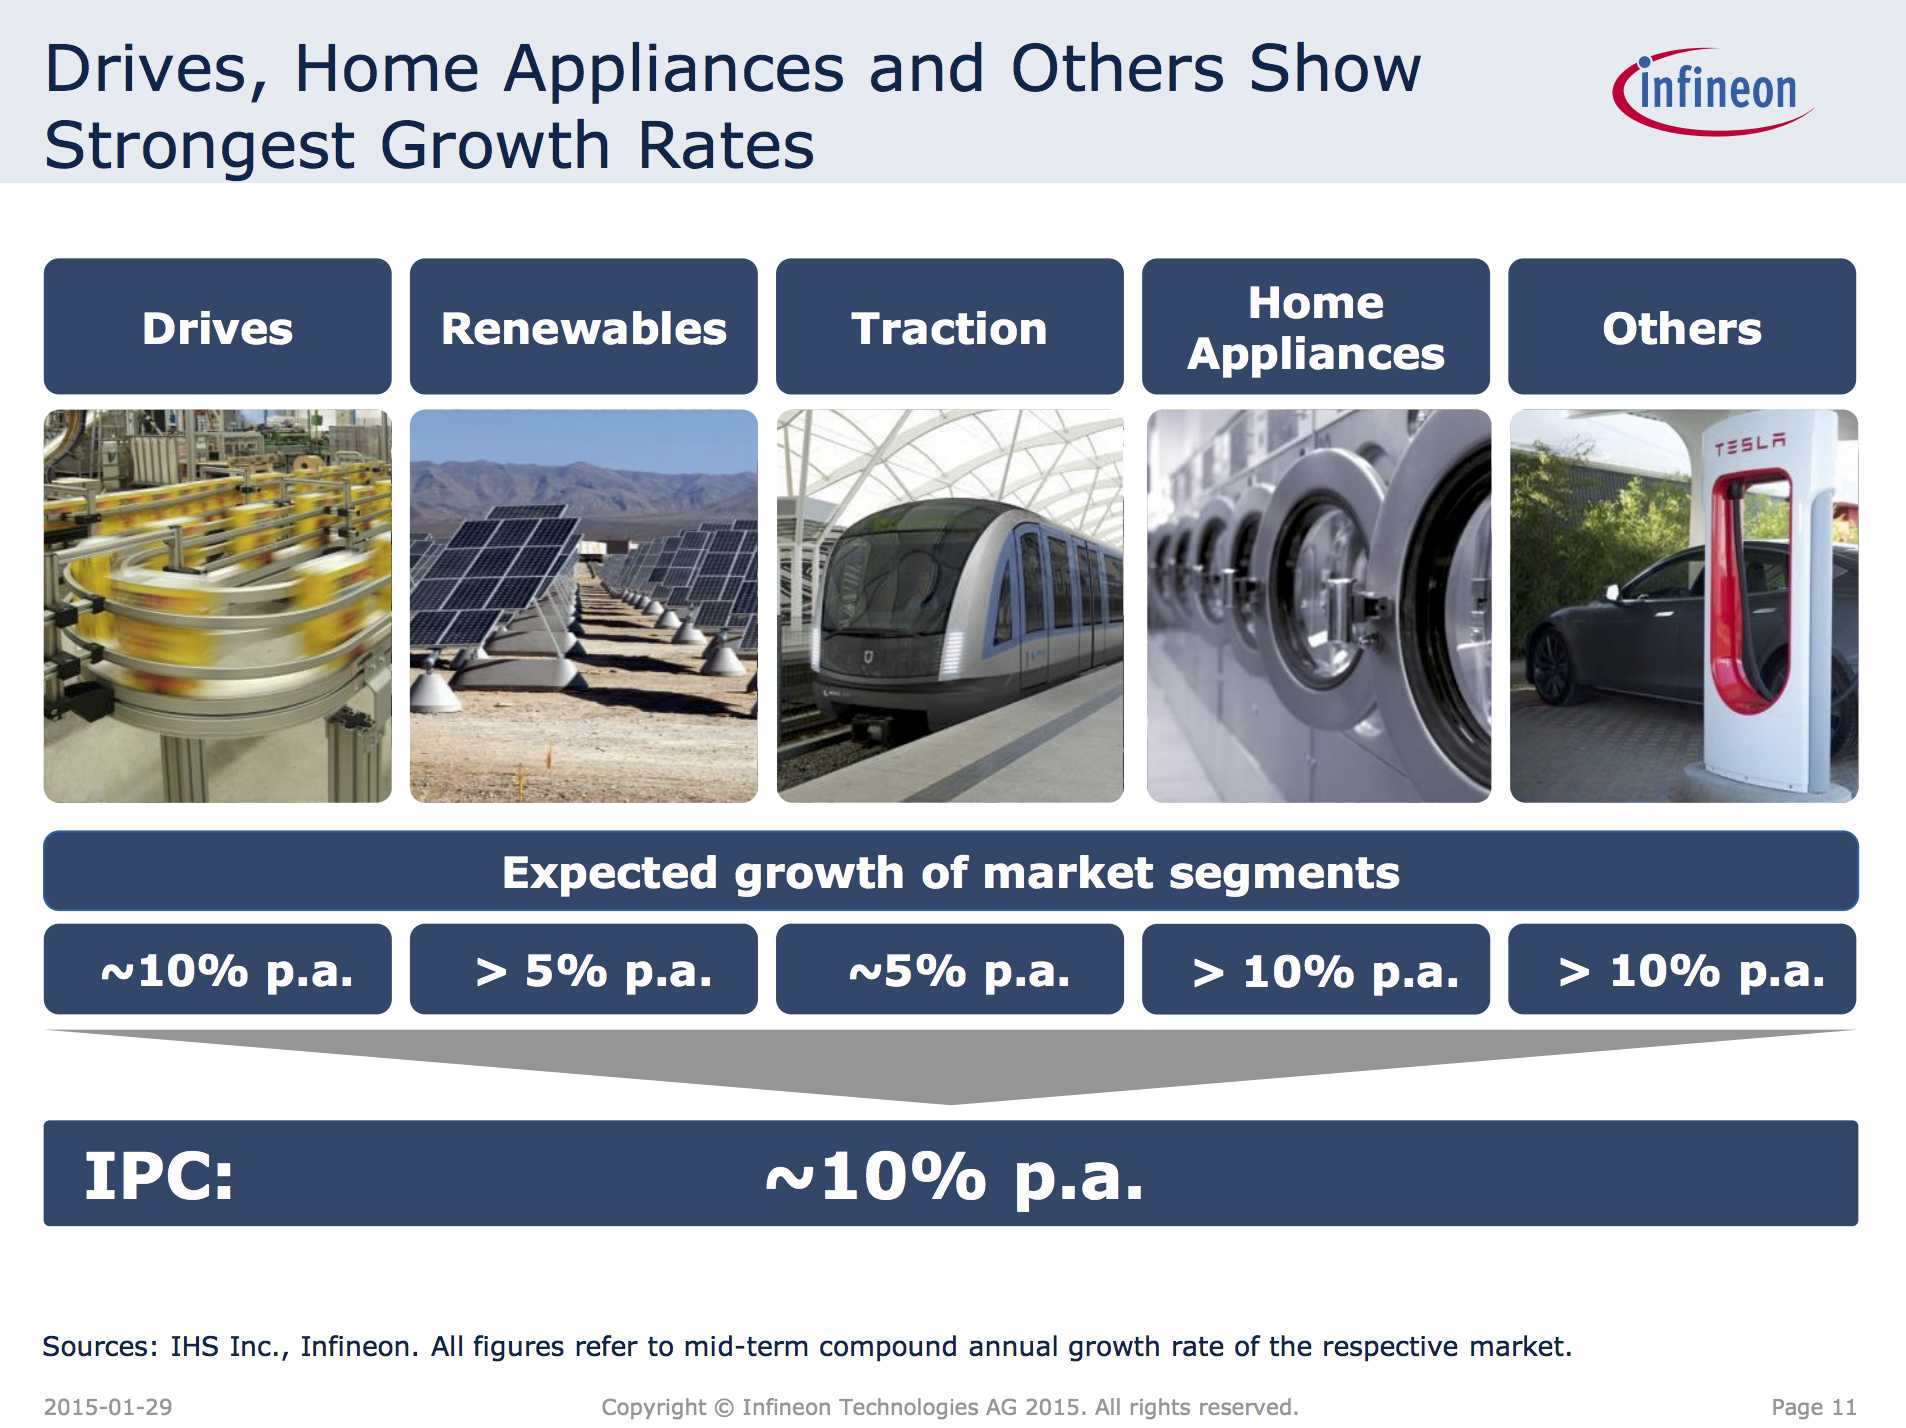 Drives, Home Appliances and Others Show
Strongest Growth Rates
infineon
Drives
Renewables
Traction
Home
Appliances
Others
TESLA
Expected growth of market segments
~10% p.a.
> 5% p.a.
~5% p.a.
> 10% p.a.
> 10% p.a.
IPC:
~10% p.a.
Sources: IHS Inc., Infineon. All figures refer to mid-term compound annual growth rate of the respective market.
2015-01-29
Copyright © Infineon Technologies AG 2015. All rights reserved.
Page 11